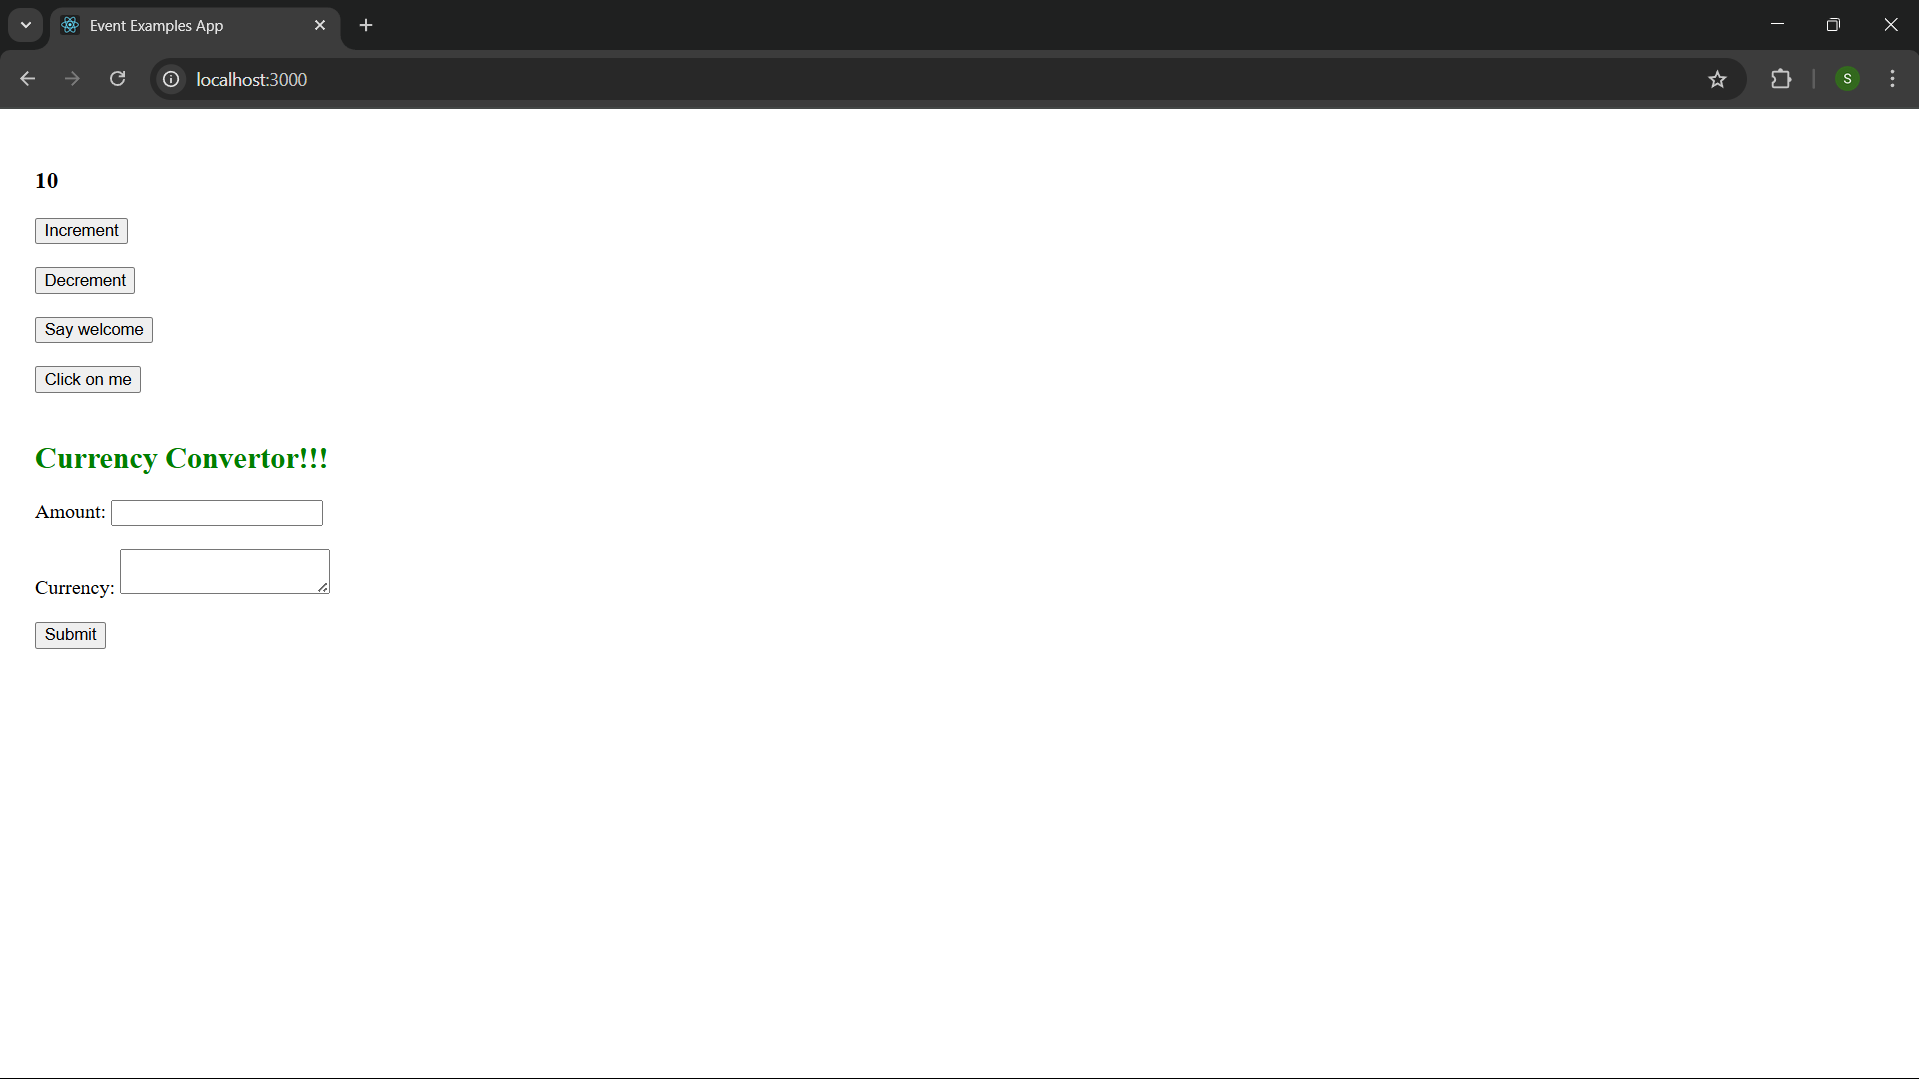 Event Examples App
localhost:3000
S
10
Increment
Decrement
Say welcome
Click on me
Currency Convertor!!!
Amount:
Currency:
Submit